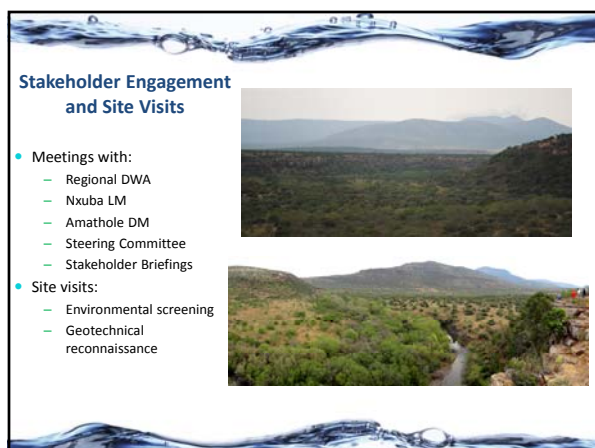 Stakeholder Engagement
and Site Visits
• Meetings with:
– Regional DWA
– Nxuba LM
– Amathole DM
– Steering Committee
– Stakeholder Briefings
• Site visits:
– Environmental screening
– Geotechnical
reconnaissance